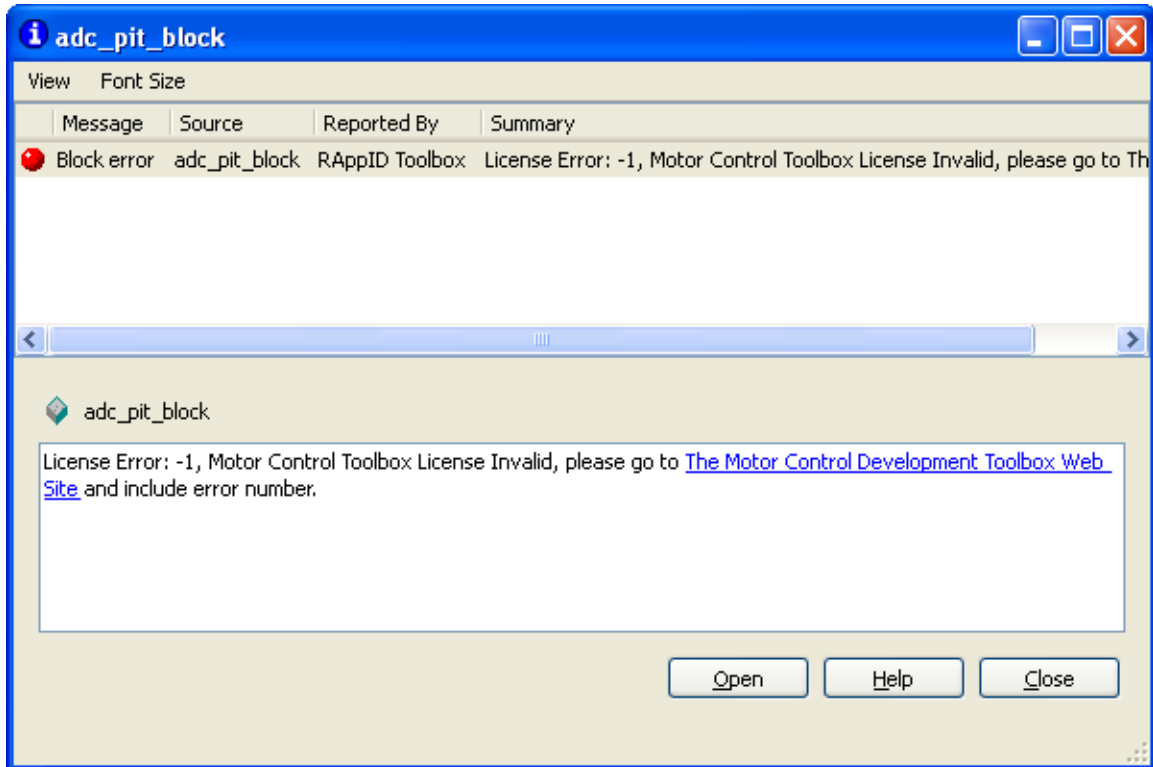 adc_pit_block
View Font Size
Message Source Reported By Summary
Block error adc_pit_block RAppID Toolbox License Error: -1, Motor Control Toolbox License Invalid, please go to Th
adc_pit_block
License Error: -1, Motor Control Toolbox License Invalid, please go to The Motor Control Development Toolbox Web
Site and include error number.
Open Help Close